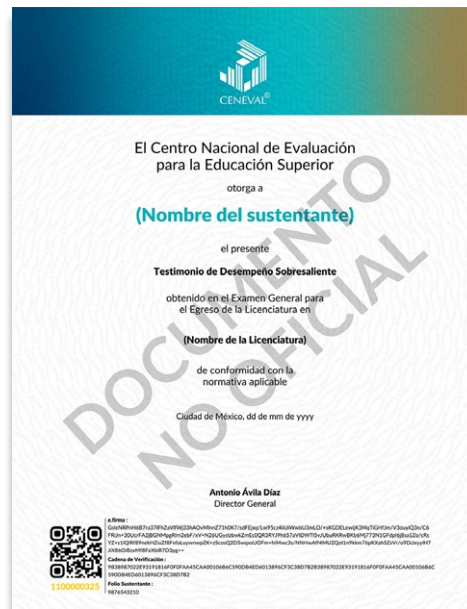 CENEVAL®
El Centro Nacional de Evaluación
para la Educación Superior
otorga a
(Nombre del sustentante)
el presente
Testimonio de Desempeño Sobresaliente
obtenido en el Examen General para
el Egreso de la Licenciatura en
(Nombre de la Licenciatura)
de conformidad con la
normativa aplicable
Ciudad de México, dd de mm de yyyy
DOCUMENTO
NO OFICIAL
Antonio Ávila Díaz
Director General
e.firma:
Cadena de Verificación:
Folio Sustentante:
9876543210
1100000325